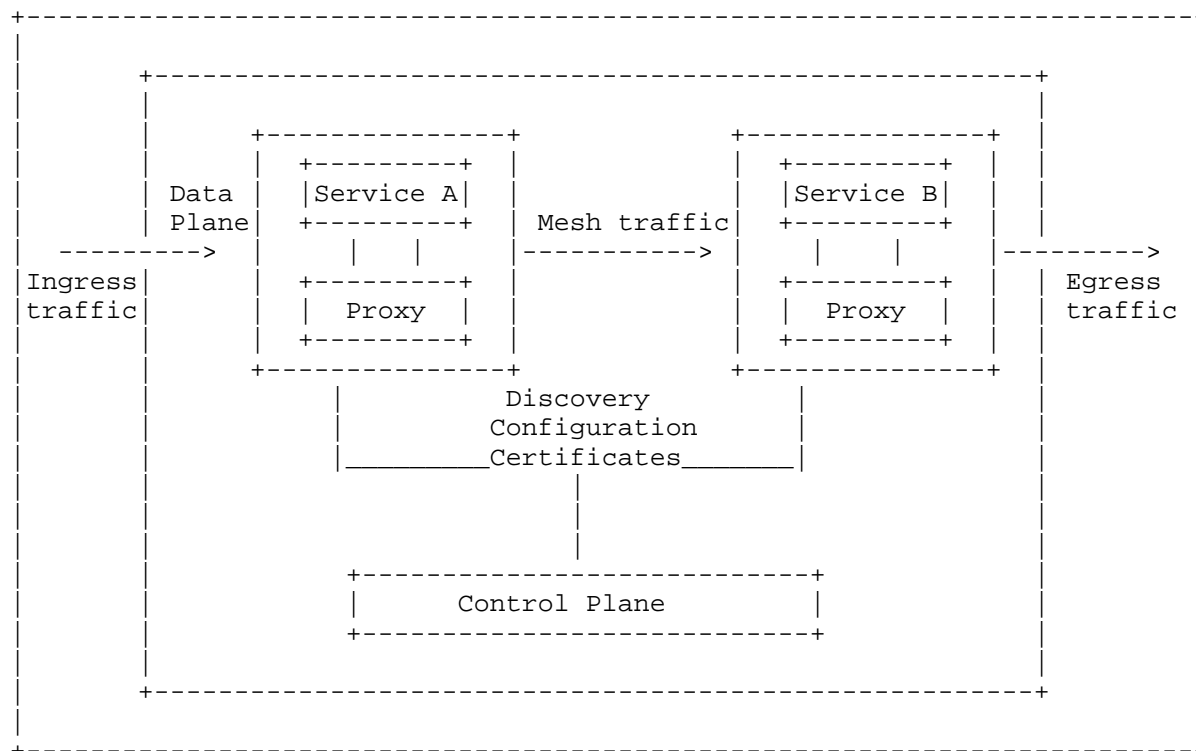 Service A Service B
Data
Plane Mesh traffic
Ingress Egress
traffic Proxy Proxy traffic
Discovery
Configuration
Certificates
Control Plane